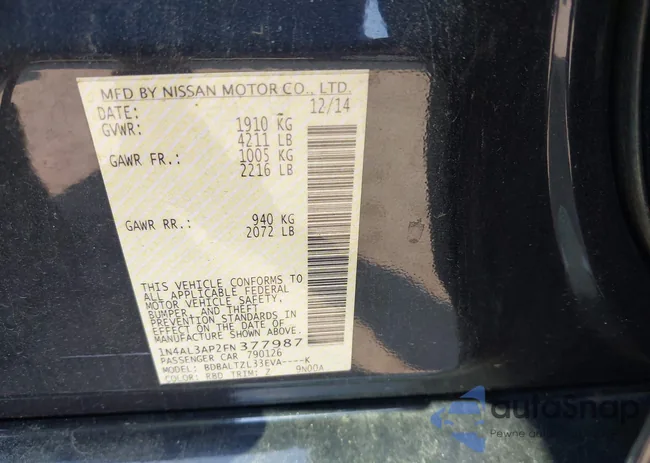 MFD BY NISSAN MOTOR CO., LTD.
DATE: 12/14
GVWR: 1910 KG
4211 LB
GAWR FR.: 1005 KG
2216 LB
GAWR RR.: 940 KG
2072 LB
THIS VEHICLE CONFORMS TO
ALL APPLICABLE FEDERAL
MOTOR VEHICLE SAFETY,
BUMPER, AND THEFT
PREVENTION STANDARDS IN
EFFECT ON THE DATE OF
MANUFACTURE SHOWN ABOVE.
1N4AL3AP2FN377987
PASSENGER CAR 790126
MODEL: BDBALTZL33EVA----K
COLOR: RBD TRIM: Z 9N00A
autoSnap
Pewne